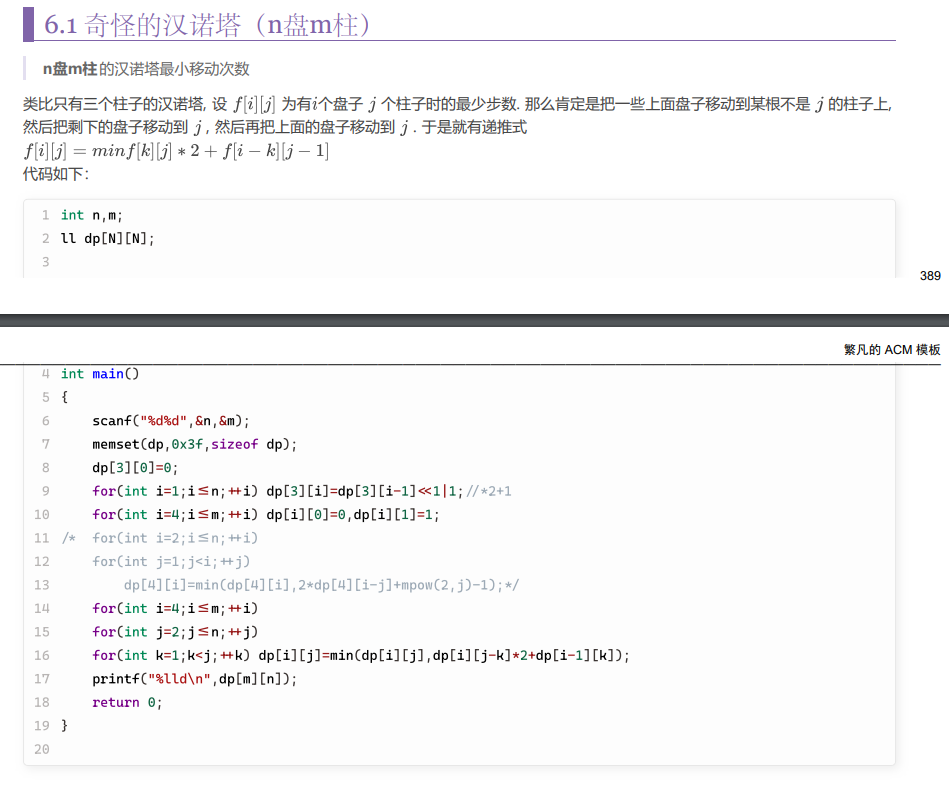 6.1 奇怪的汉诺塔（n盘m柱）
n盘m柱的汉诺塔最小移动次数
类比只有三个柱子的汉诺塔, 设 f[i][j] 为有i个盘子 j 个柱子时的最少步数. 那么肯定是把一些上面盘子移动到某根不是 j 的柱子上,
然后把剩下的盘子移动到 j , 然后再把上面的盘子移动到 j . 于是就有递推式
f[i][j] = minf[k][j] * 2 + f[i − k][j − 1]
代码如下：
1 int n,m;
2 ll dp[N][N];
3
389
繁凡的 ACM 模板
4 int main()
5 {
6 scanf("%d%d",&n,&m);
7 memset(dp,0x3f,sizeof dp);
8 dp[3][0]=0;
9 for(int i=1;i≤n;++i) dp[3][i]=dp[3][i-1]<<1|1;//*2+1
10 for(int i=4;i≤m;++i) dp[i][0]=0,dp[i][1]=1;
11 /* for(int i=2;i≤n;++i)
12 for(int j=1;j<i;++j)
13 dp[4][i]=min(dp[4][i],2*dp[4][i-j]+mpow(2,j)-1);*/
14 for(int i=4;i≤m;++i)
15 for(int j=2;j≤n;++j)
16 for(int k=1;k<j;++k) dp[i][j]=min(dp[i][j],dp[i][j-k]*2+dp[i-1][k]);
17 printf("%lld\n",dp[m][n]);
18 return 0;
19 }
20